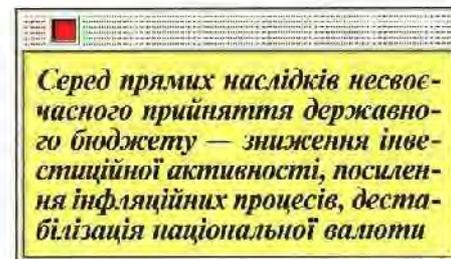 Серед прямих наслідків несвоє-
часного прийняття державно-
го бюджету — зниження інве-
стиційної активності, посилен-
ня інфляційних процесів, деста-
білізація національної валюти